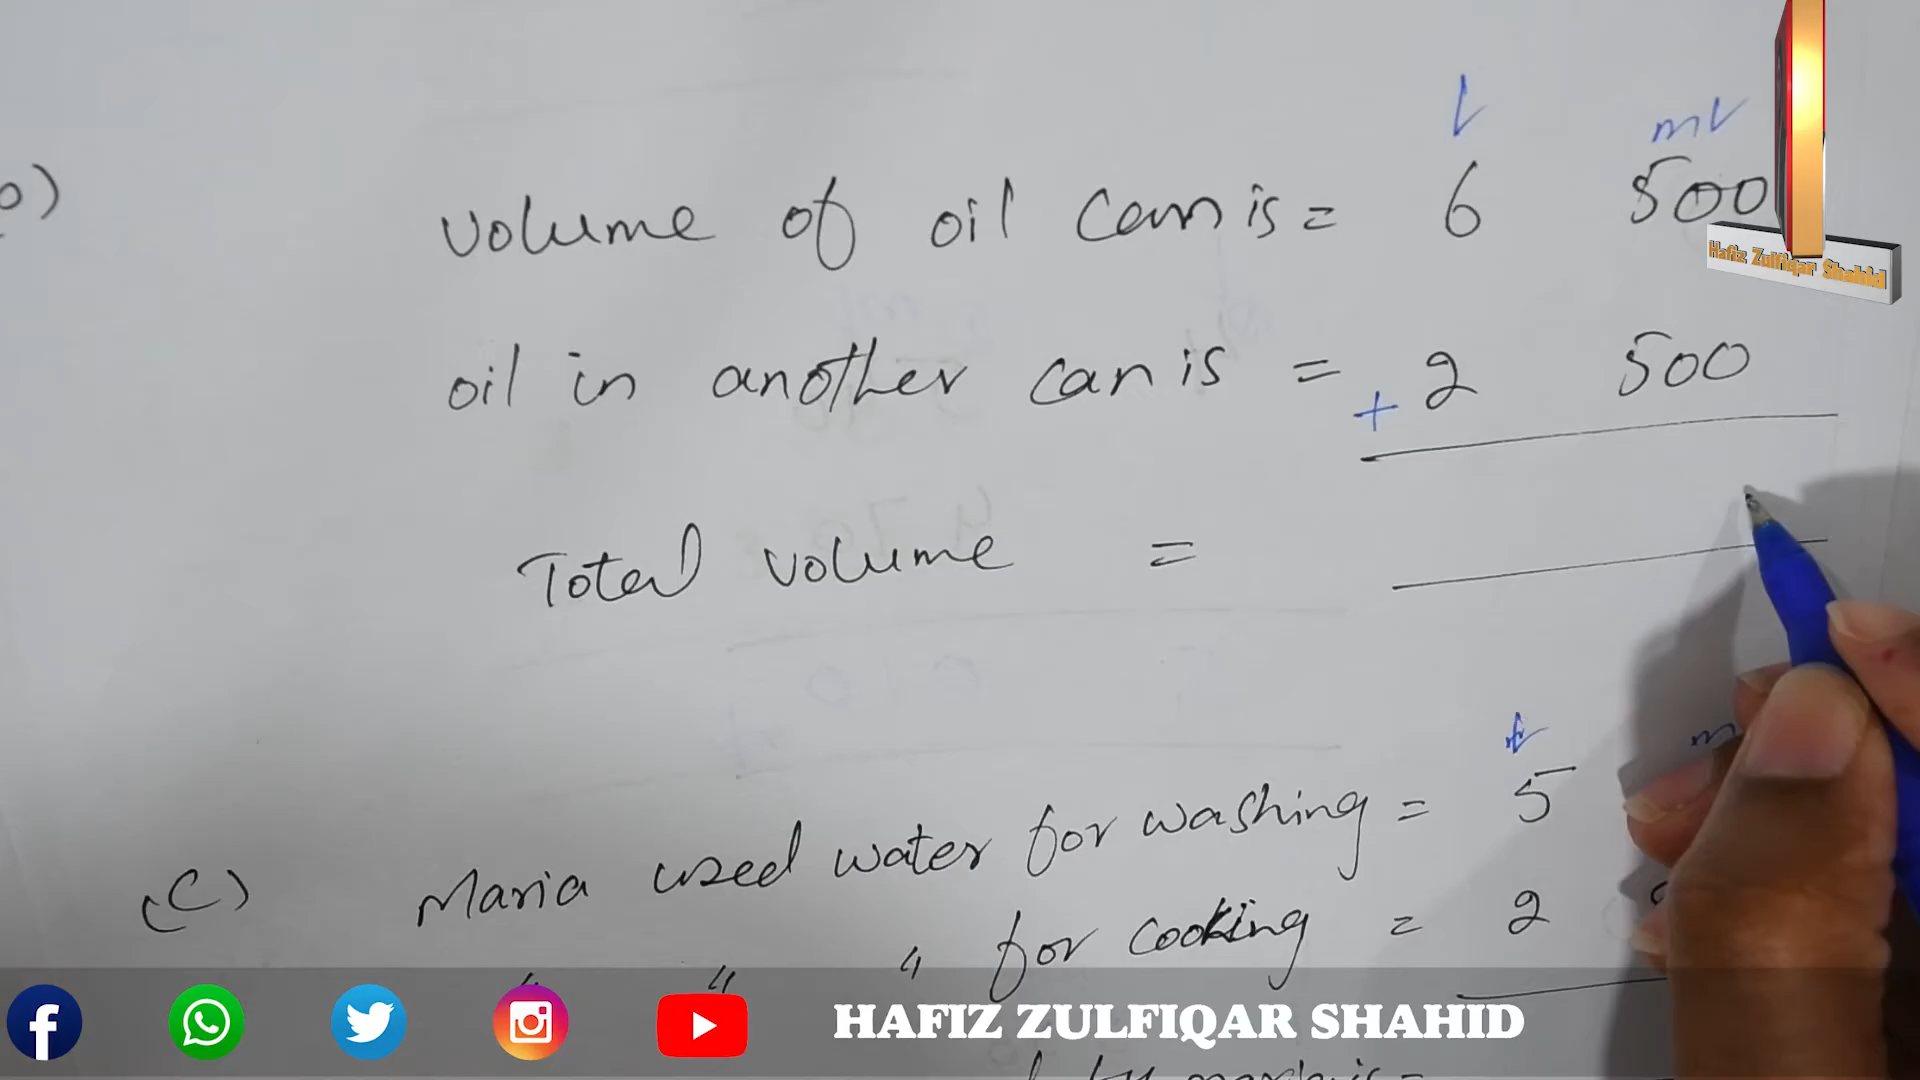 l ml
volume of oil can is = 6 500
Hafiz Zulfiqar Shahid
oil in another can is = + 2 500
Total volume =
l m
(C) Maria used water for washing = 5
" " " for cooking = 2
HAFIZ ZULFIQAR SHAHID